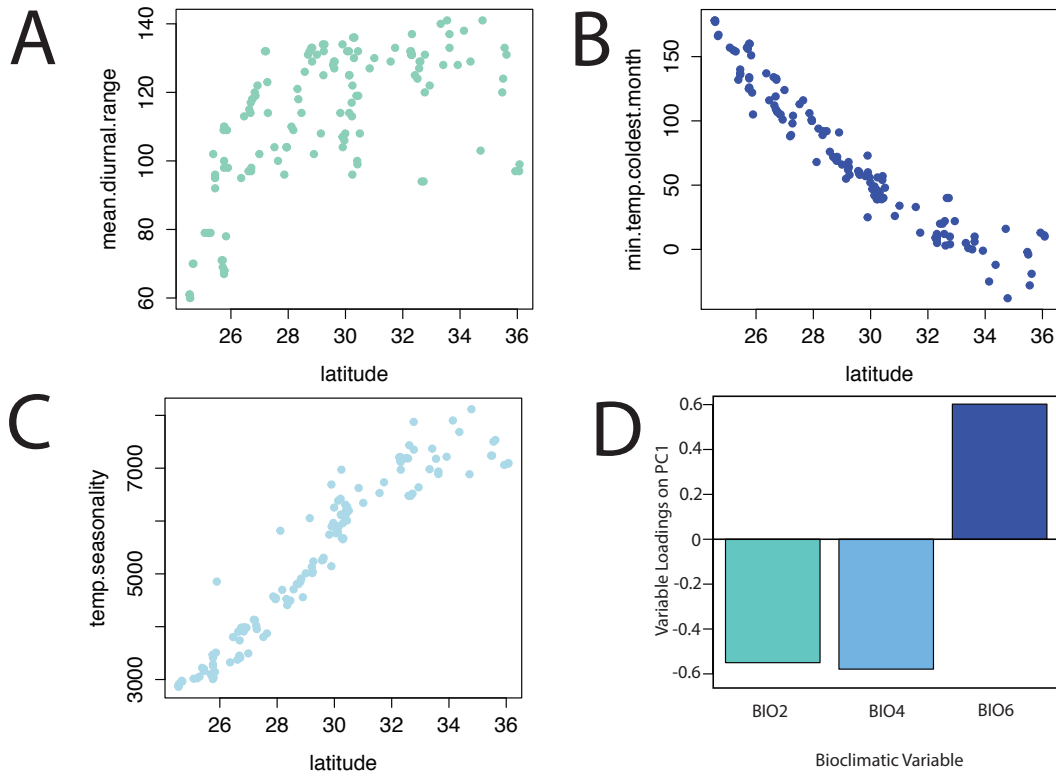 A
mean.diurnal.range
140
120
100
80
60
26 28 30 32 34 36
latitude
B
min.temp.coldest.month
150
100
50
0
26 28 30 32 34 36
latitude
C
temp.seasonality
7000
5000
3000
26 28 30 32 34 36
latitude
D
Variable Loadings on PC1
0.6
0.4
0.2
0
-0.2
-0.4
-0.6
BIO2 BIO4 BIO6
Bioclimatic Variable